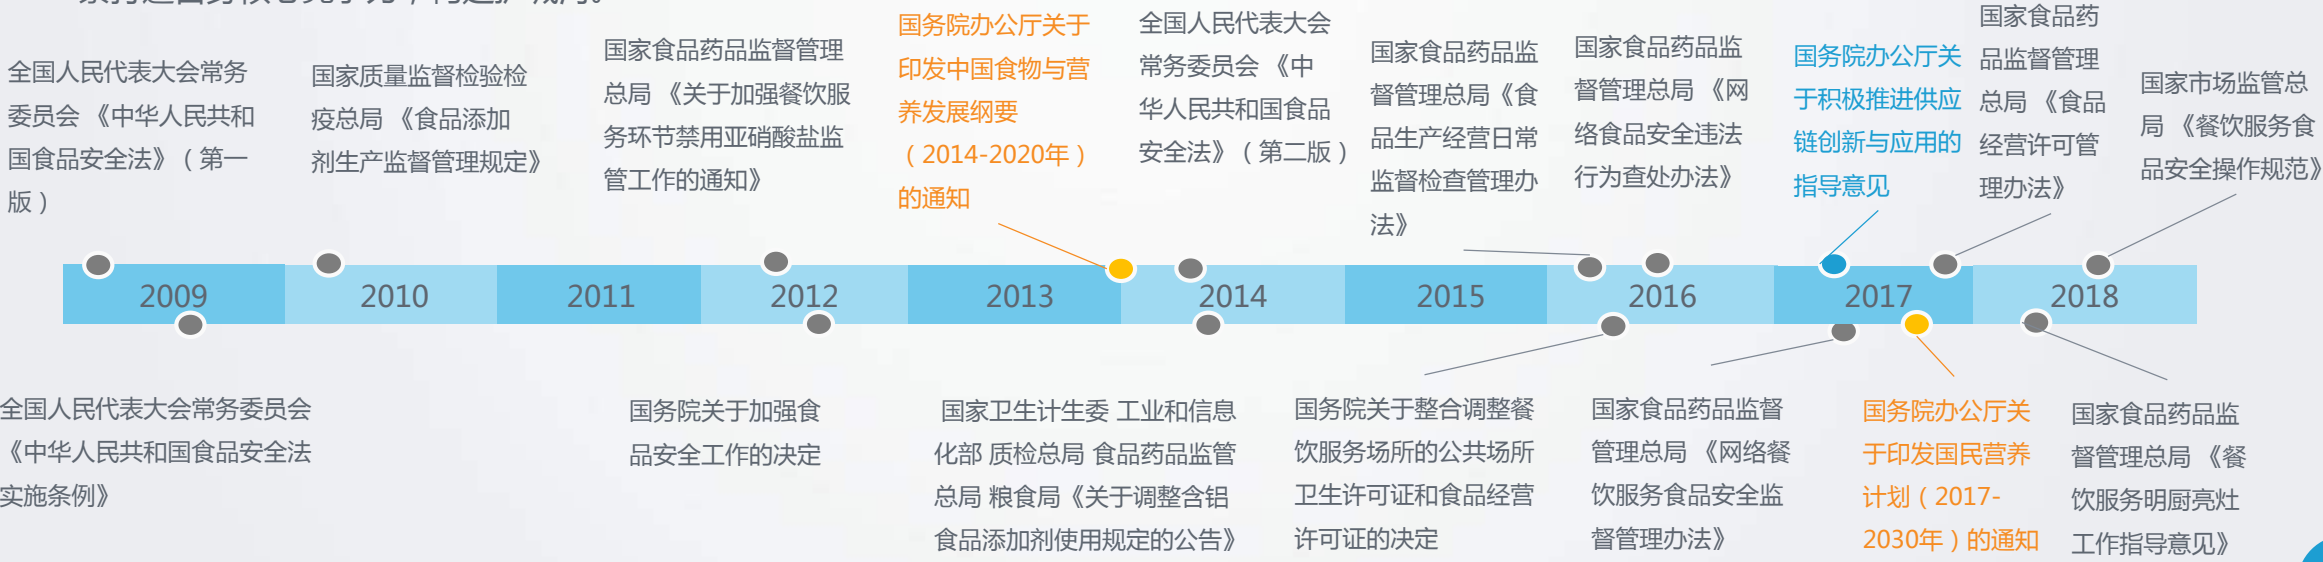 全国人民代表大会常务
委员会 《中华人民共和
国食品安全法》（第一
版）
国家质量监督检验检
疫总局 《食品添加
剂生产监督管理规定》
国家食品药品监督管理
总局 《关于加强餐饮服
务环节禁用亚硝酸盐监
管工作的通知》
国务院办公厅关于
印发中国食物与营
养发展纲要
（2014-2020年）
的通知
全国人民代表大会
常务委员会 《中
华人民共和国食品
安全法》（第二版）
国家食品药品监
督管理总局《食
品生产经营日常
监督检查管理办
法》
国家食品药品监
督管理总局 《网
络食品安全违法
行为查处办法》
国务院办公厅关
于积极推进供应
链创新与应用的
指导意见
国家食品药
品监督管理
总局 《食品
经营许可管
理办法》
国家市场监管总
局 《餐饮服务食
品安全操作规范》
2009
2010
2011
2012
2013
2014
2015
2016
2017
2018
全国人民代表大会常务委员会
《中华人民共和国食品安全法
实施条例》
国务院关于加强食
品安全工作的决定
国家卫生计生委 工业和信息
化部 质检总局 食品药品监管
总局 粮食局《关于调整含铝
食品添加剂使用规定的公告》
国务院关于整合调整餐
饮服务场所的公共场所
卫生许可证和食品经营
许可证的决定
国家食品药品监督
管理总局 《网络餐
饮服务食品安全监
督管理办法》
国务院办公厅关
于印发国民营养
计划（2017-
2030年）的通知
国家食品药品监
督管理总局 《餐
饮服务明厨亮灶
工作指导意见》